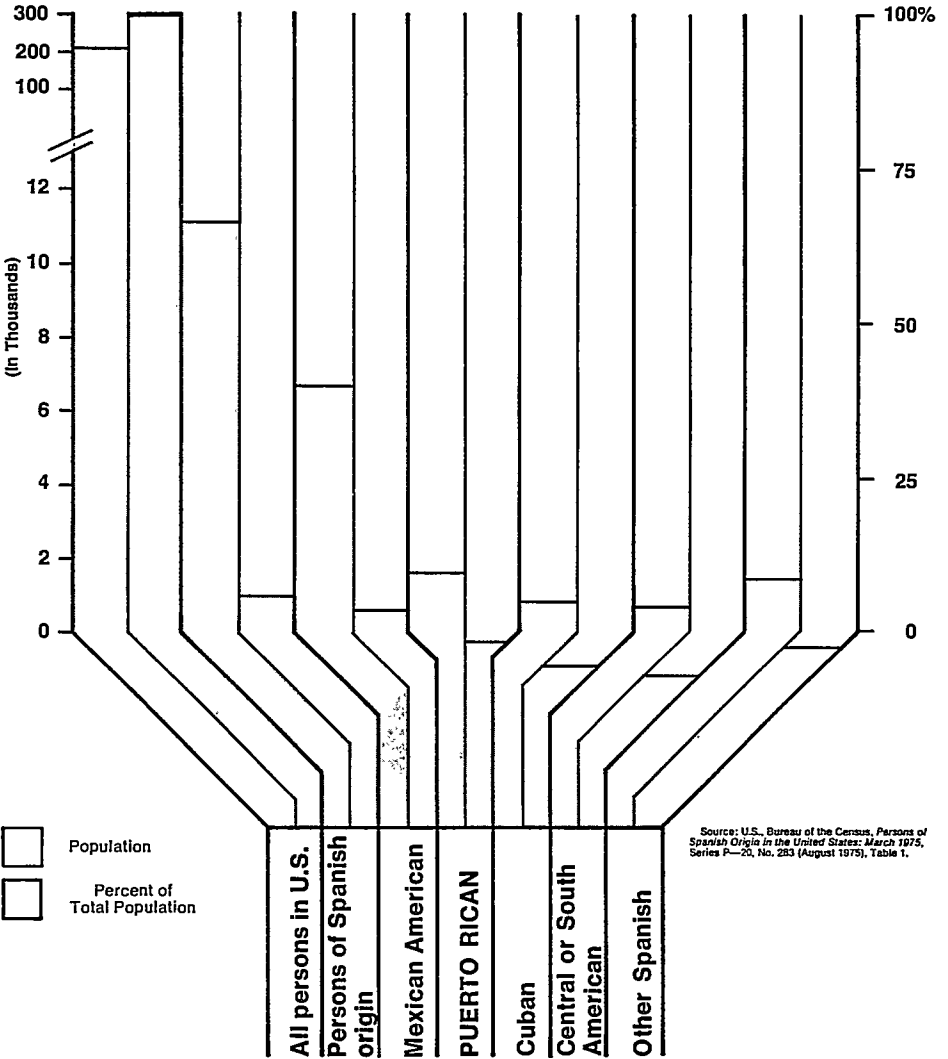 300
200
100
12
10
8
6
4
2
0
(In Thousands)
100%
75
50
25
0
Population
Percent of
Total Population
All persons in U.S.
Persons of Spanish
origin
Mexican American
PUERTO RICAN
Cuban
Central or South
American
Other Spanish
Source: U.S., Bureau of the Census, Persons of
Spanish Origin in the United States: March 1975,
Series P—20, No. 283 (August 1975), Table 1.